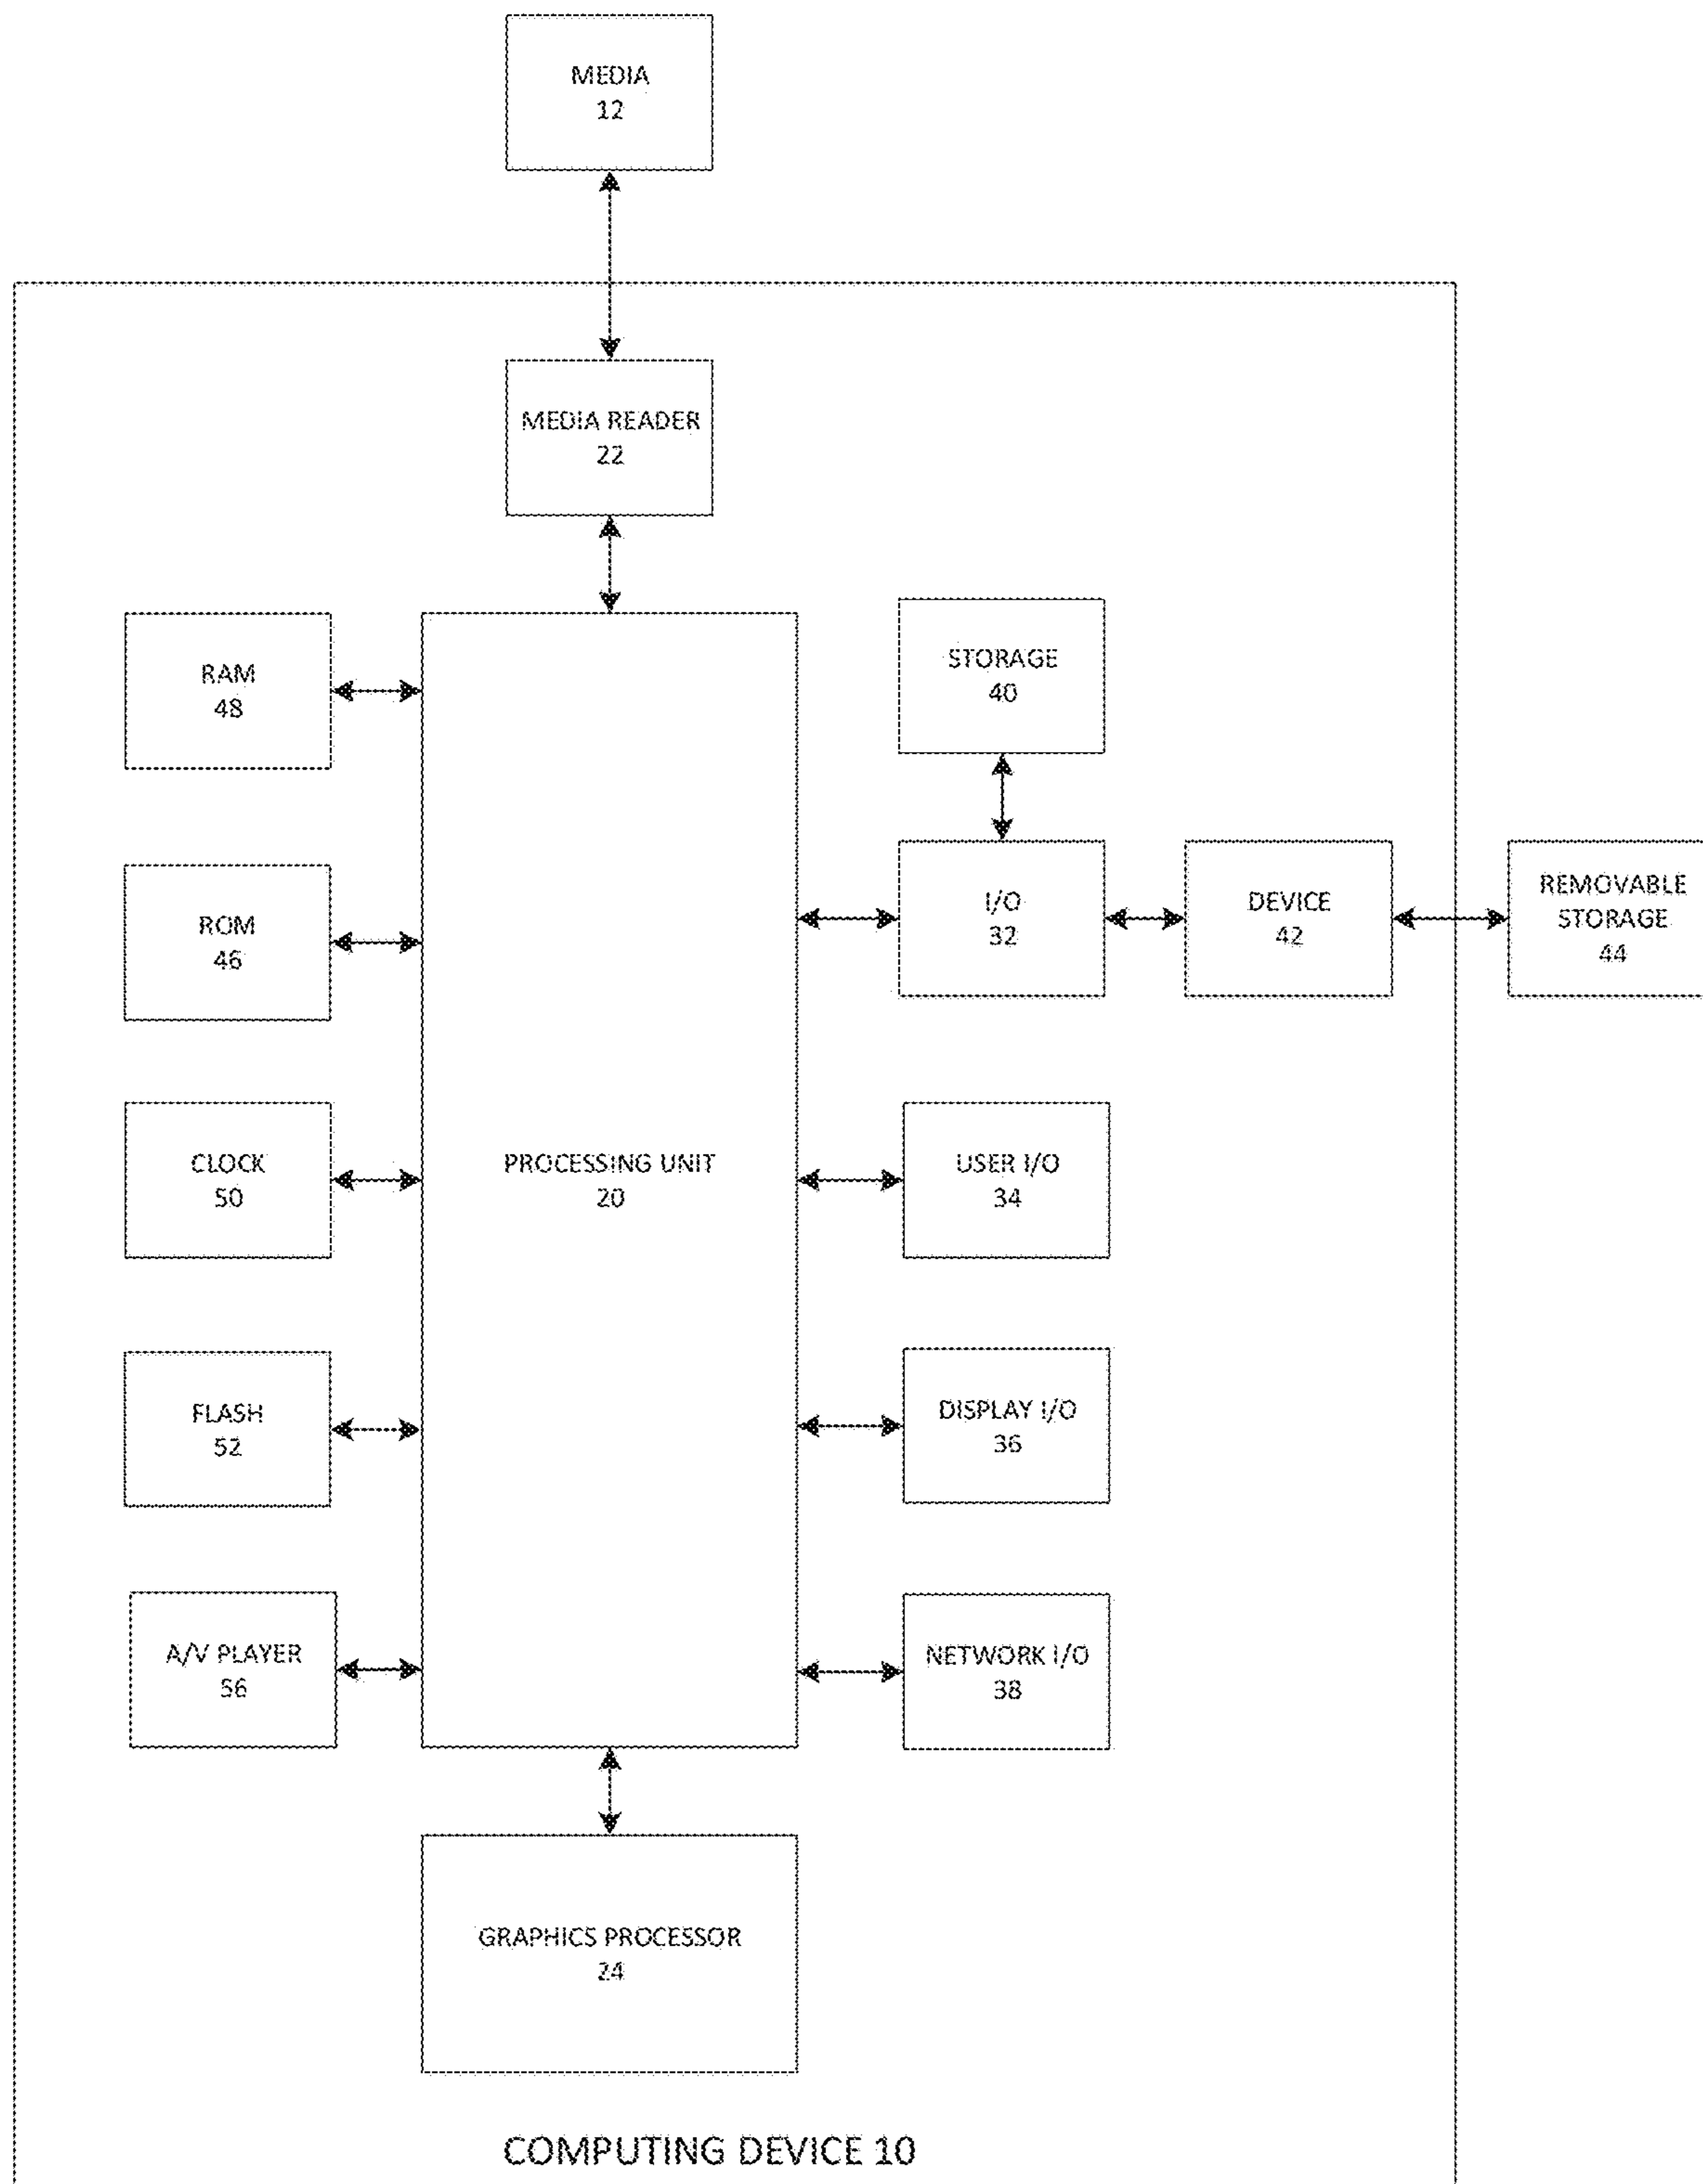 MEDIA
12
MEDIA READER
22
RAM
48
STORAGE
40
ROM
46
I/O
32
DEVICE
42
REMOVABLE
STORAGE
44
CLOCK
50
PROCESSING UNIT
20
USER I/O
34
FLASH
52
DISPLAY I/O
36
A/V PLAYER
56
NETWORK I/O
38
GRAPHICS PROCESSOR
24
COMPUTING DEVICE 10